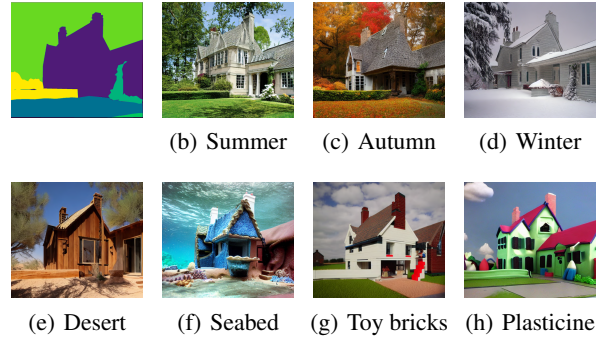 (b) Summer
(c) Autumn
(d) Winter
(e) Desert
(f) Seabed
(g) Toy bricks
(h) Plasticine